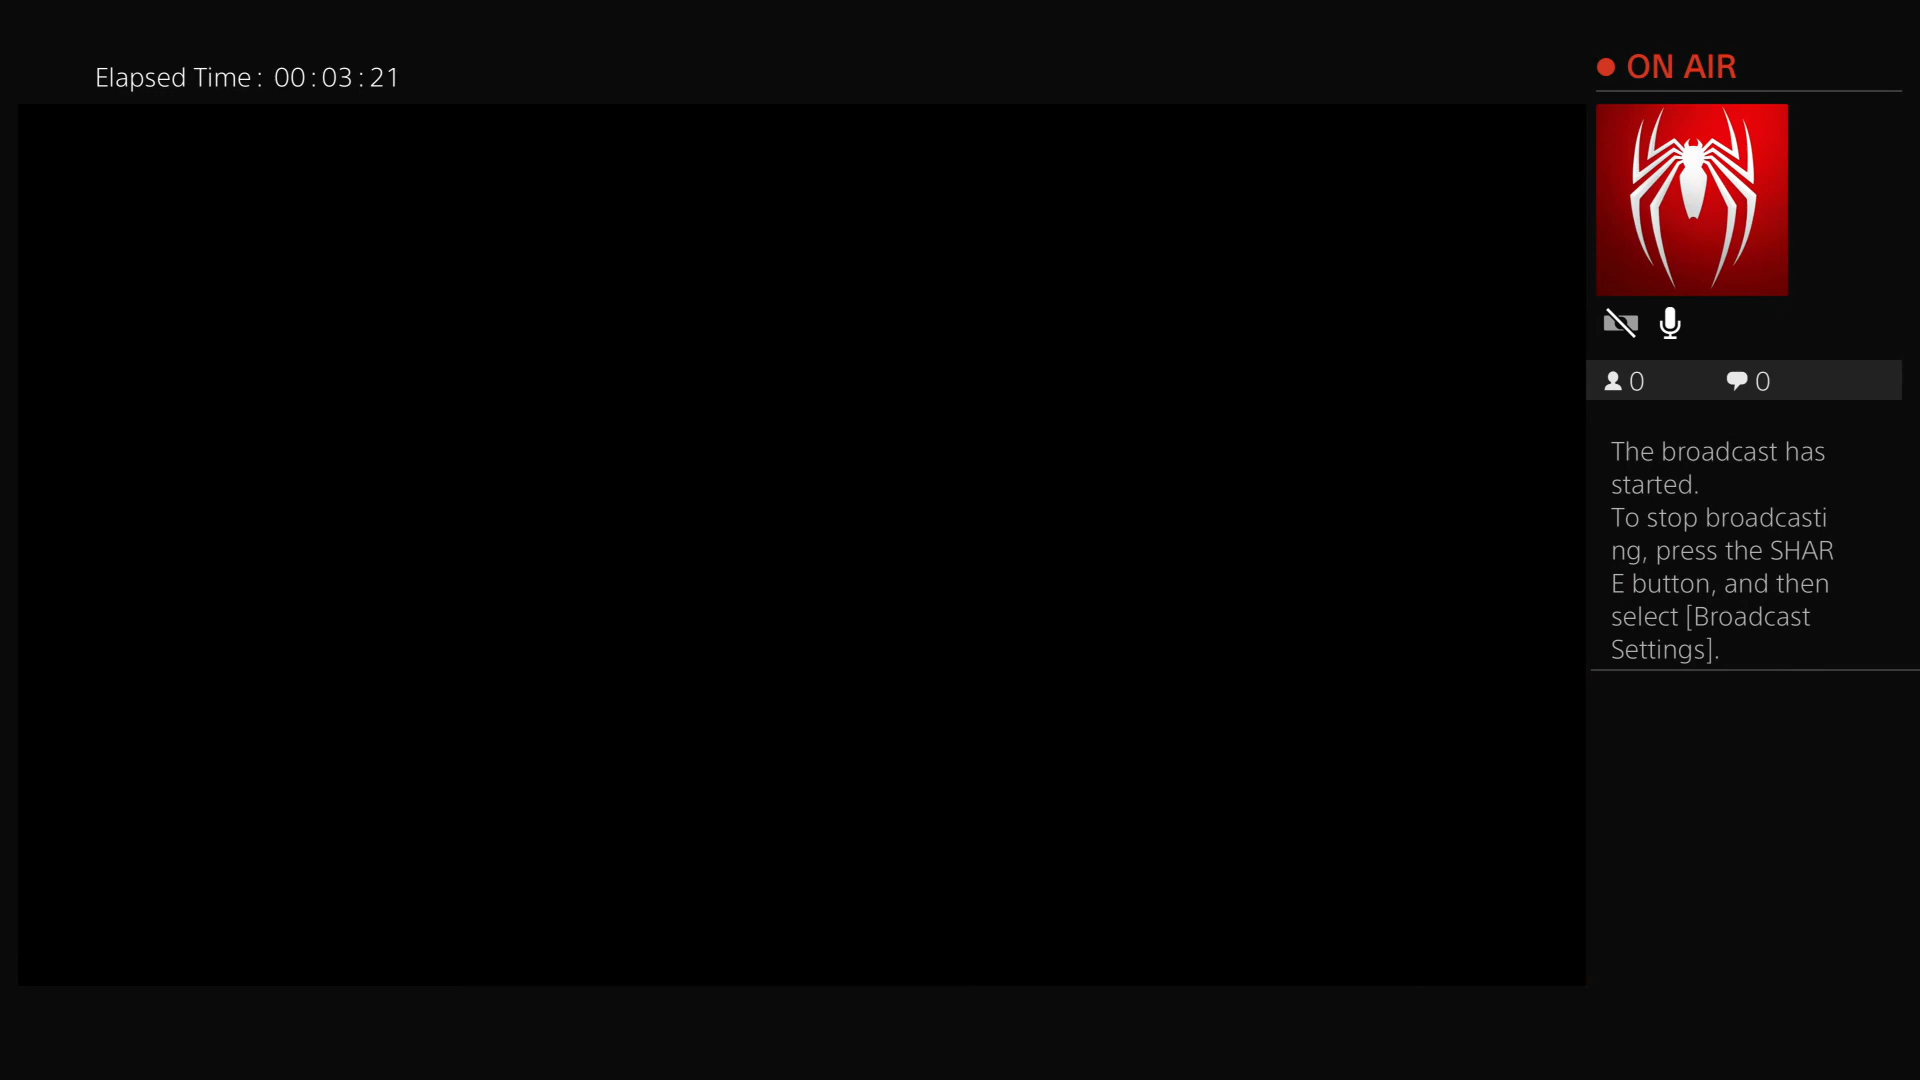 Elapsed Time: 00:03:21
ON AIR
0 0
The broadcast has
started.
To stop broadcasti
ng, press the SHAR
E button, and then
select [Broadcast
Settings].